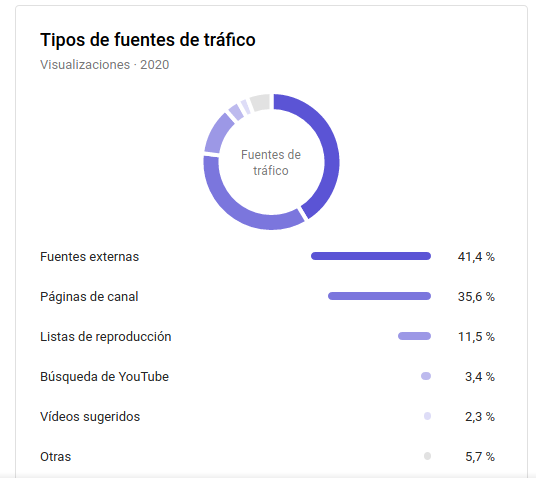 Tipos de fuentes de tráfico
Visualizaciones · 2020
Fuentes de
tráfico
Fuentes externas 41,4 %
Páginas de canal 35,6 %
Listas de reproducción 11,5 %
Búsqueda de YouTube 3,4 %
Vídeos sugeridos 2,3 %
Otras 5,7 %